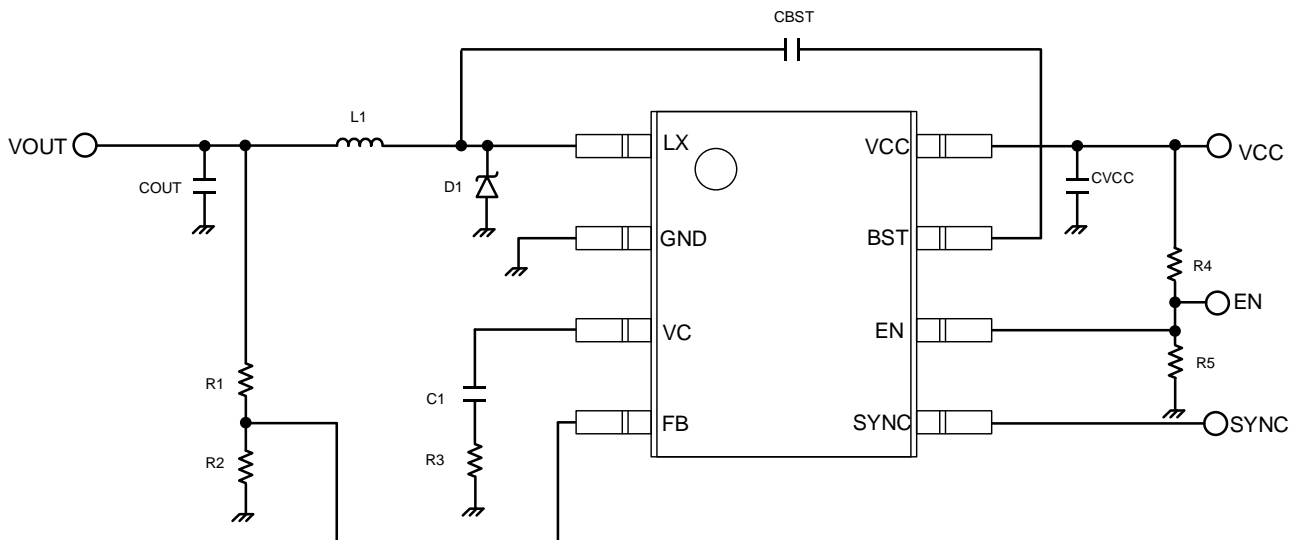 CBST
L1
VOUT
LX
VCC
VCC
COUT
D1
CVCC
GND
BST
R4
EN
VC
EN
R5
R1
C1
FB
SYNC
SYNC
R2
R3